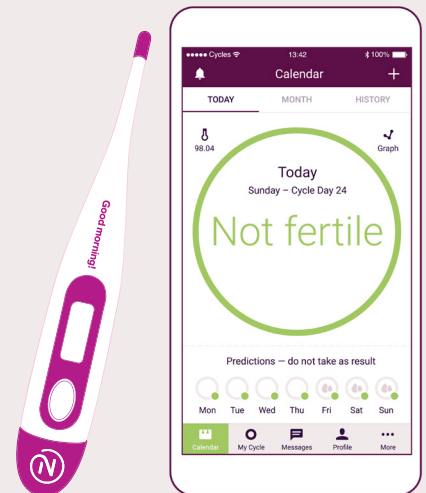 Good morning!
N
Cycles 13:42 100%
Calendar +
TODAY MONTH HISTORY
98.04 Graph
Today
Sunday – Cycle Day 24
Not fertile
Predictions — do not take as result
Mon Tue Wed Thu Fri Sat Sun
Calendar My Cycle Messages Profile More